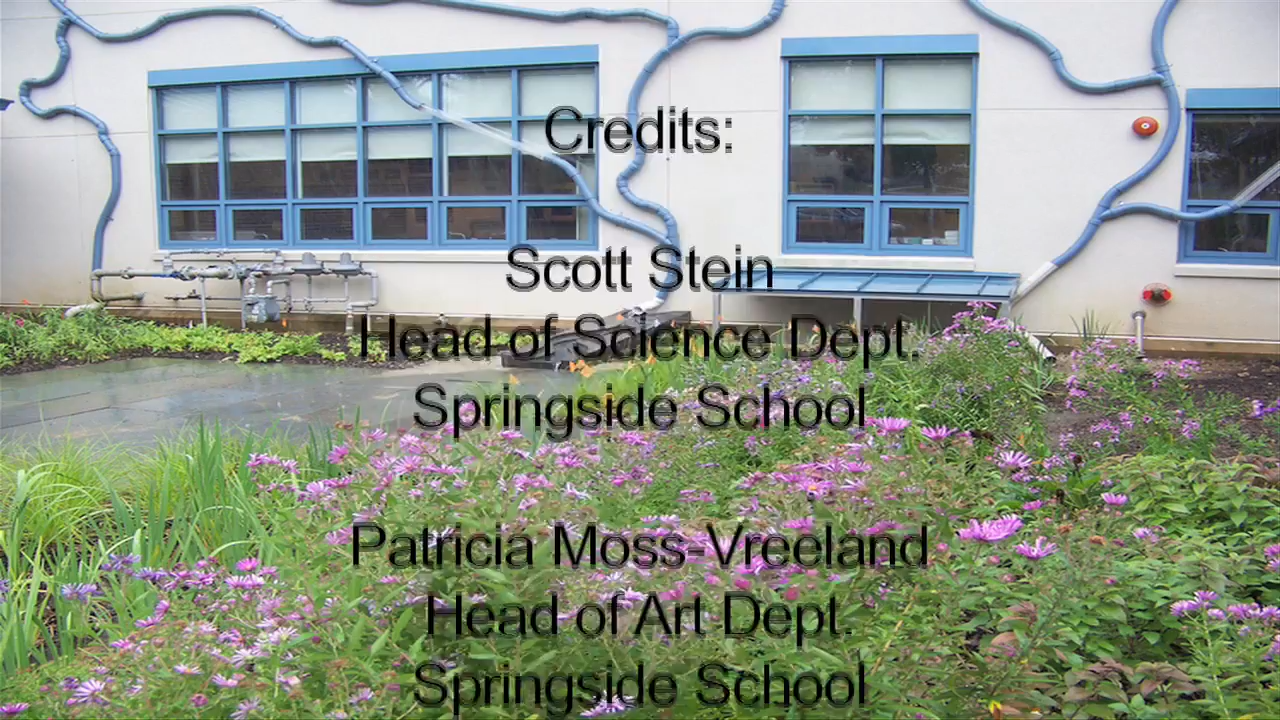 Credits:
Scott Stein
Head of Science Dept.
Springside School
Patricia Moss-Vreeland
Head of Art Dept.
Springside School